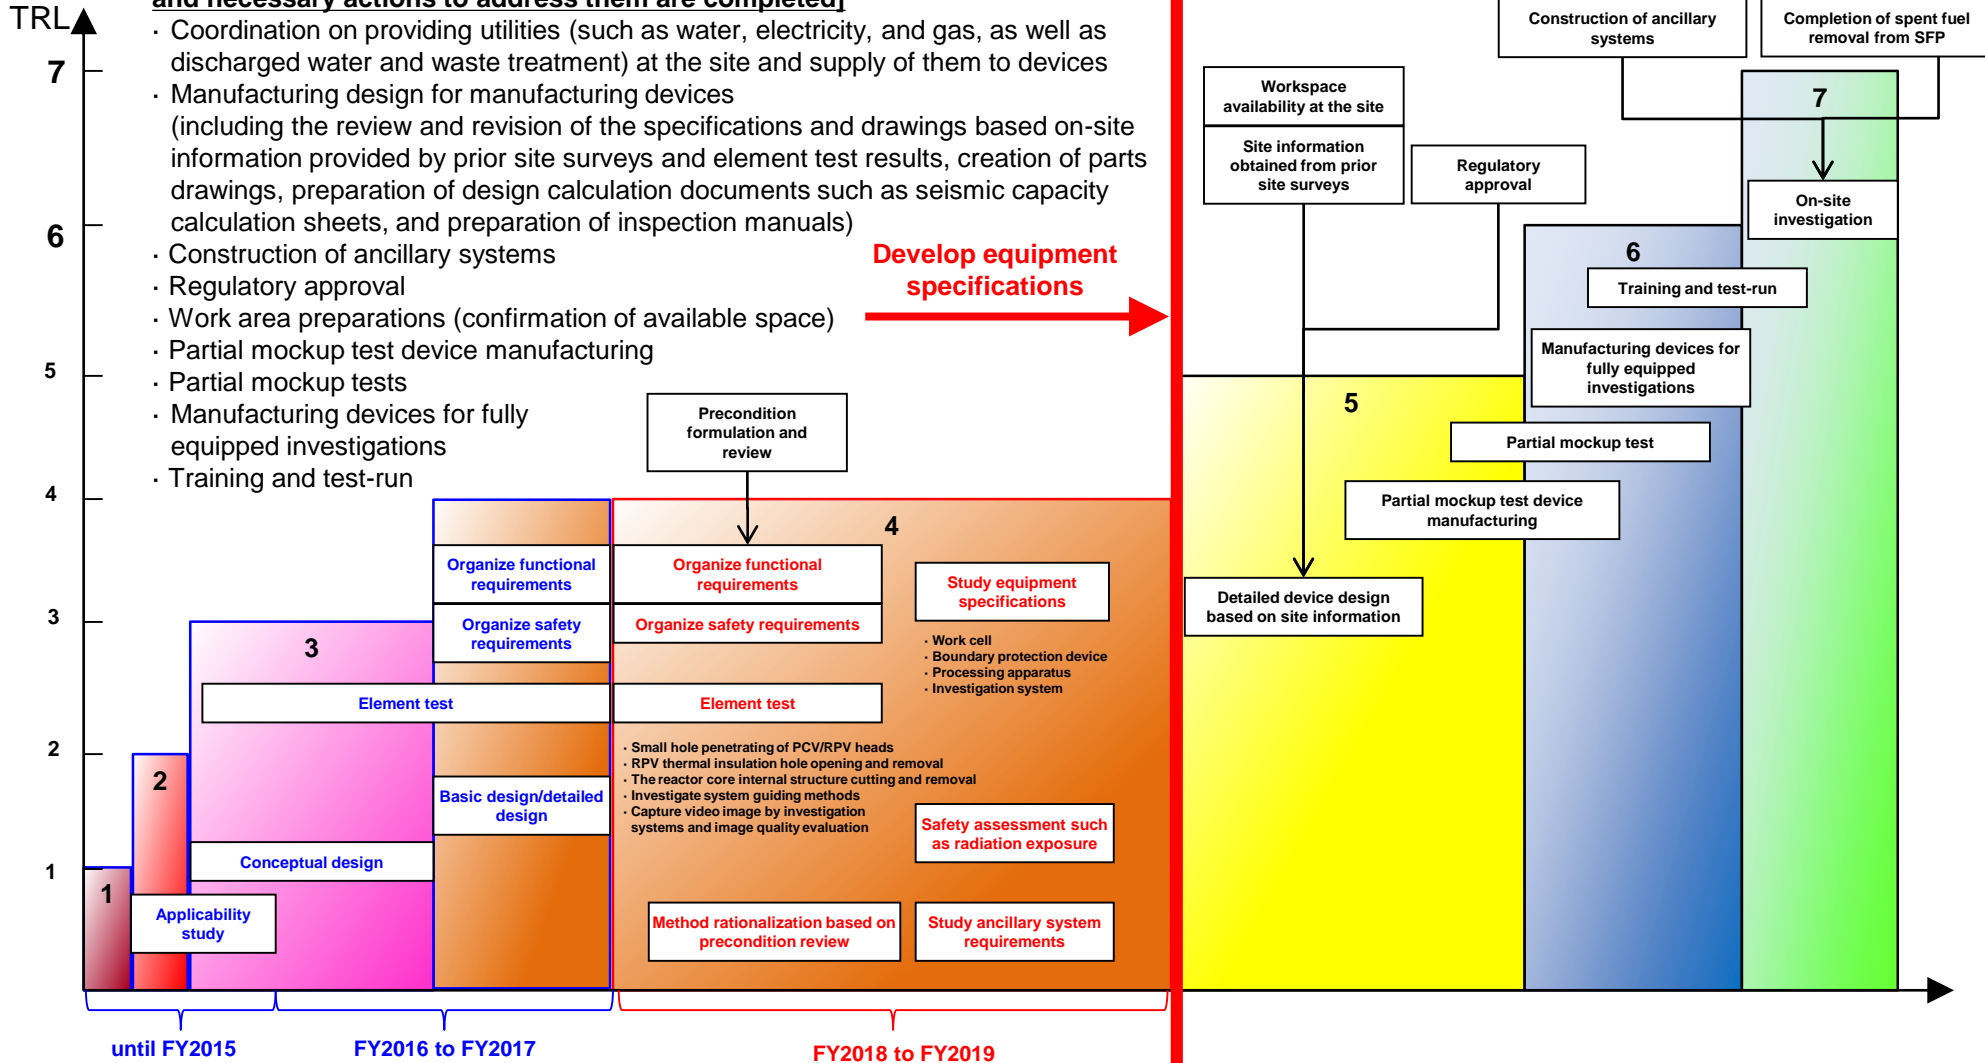 and necessary actions to address them are completed]
· Coordination on providing utilities (such as water, electricity, and gas, as well as
discharged water and waste treatment) at the site and supply of them to devices
· Manufacturing design for manufacturing devices
(including the review and revision of the specifications and drawings based on-site
information provided by prior site surveys and element test results, creation of parts
drawings, preparation of design calculation documents such as seismic capacity
calculation sheets, and preparation of inspection manuals)
· Construction of ancillary systems
· Regulatory approval
· Work area preparations (confirmation of available space)
· Partial mockup test device manufacturing
· Partial mockup tests
· Manufacturing devices for fully
equipped investigations
· Training and test-run
TRL
7
6
5
4
3
2
1
Develop equipment
specifications
Precondition
formulation and
review
1
2
3
4
Applicability
study
Conceptual design
Element test
Organize functional
requirements
Organize safety
requirements
Basic design/detailed
design
Organize functional
requirements
Organize safety requirements
Element test
· Small hole penetrating of PCV/RPV heads
· RPV thermal insulation hole opening and removal
· The reactor core internal structure cutting and removal
· Investigate system guiding methods
· Capture video image by investigation
systems and image quality evaluation
Method rationalization based on
precondition review
Study equipment
specifications
· Work cell
· Boundary protection device
· Processing apparatus
· Investigation system
Safety assessment such
as radiation exposure
Study ancillary system
requirements
Workspace
availability at the site
Site information
obtained from prior
site surveys
Regulatory
approval
5
Detailed device design
based on site information
Partial mockup test device
manufacturing
Partial mockup test
6
Training and test-run
Manufacturing devices for
fully equipped
investigations
Construction of ancillary
systems
Completion of spent fuel
removal from SFP
7
On-site
investigation
until FY2015
FY2016 to FY2017
FY2018 to FY2019